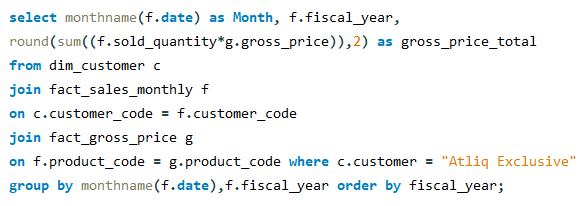 select monthname(f.date) as Month, f.fiscal_year,
round(sum((f.sold_quantity*g.gross_price)),2) as gross_price_total
from dim_customer c
join fact_sales_monthly f
on c.customer_code = f.customer_code
join fact_gross_price g
on f.product_code = g.product_code where c.customer = "Atliq Exclusive"
group by monthname(f.date),f.fiscal_year order by fiscal_year;